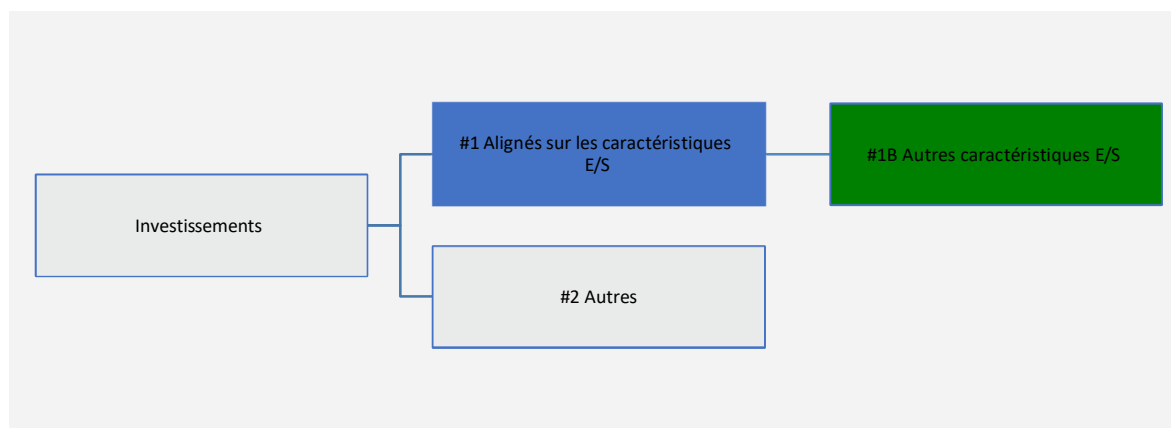 #1 Alignés sur les caractéristiques
E/S
#1B Autres caractéristiques E/S
Investissements
#2 Autres